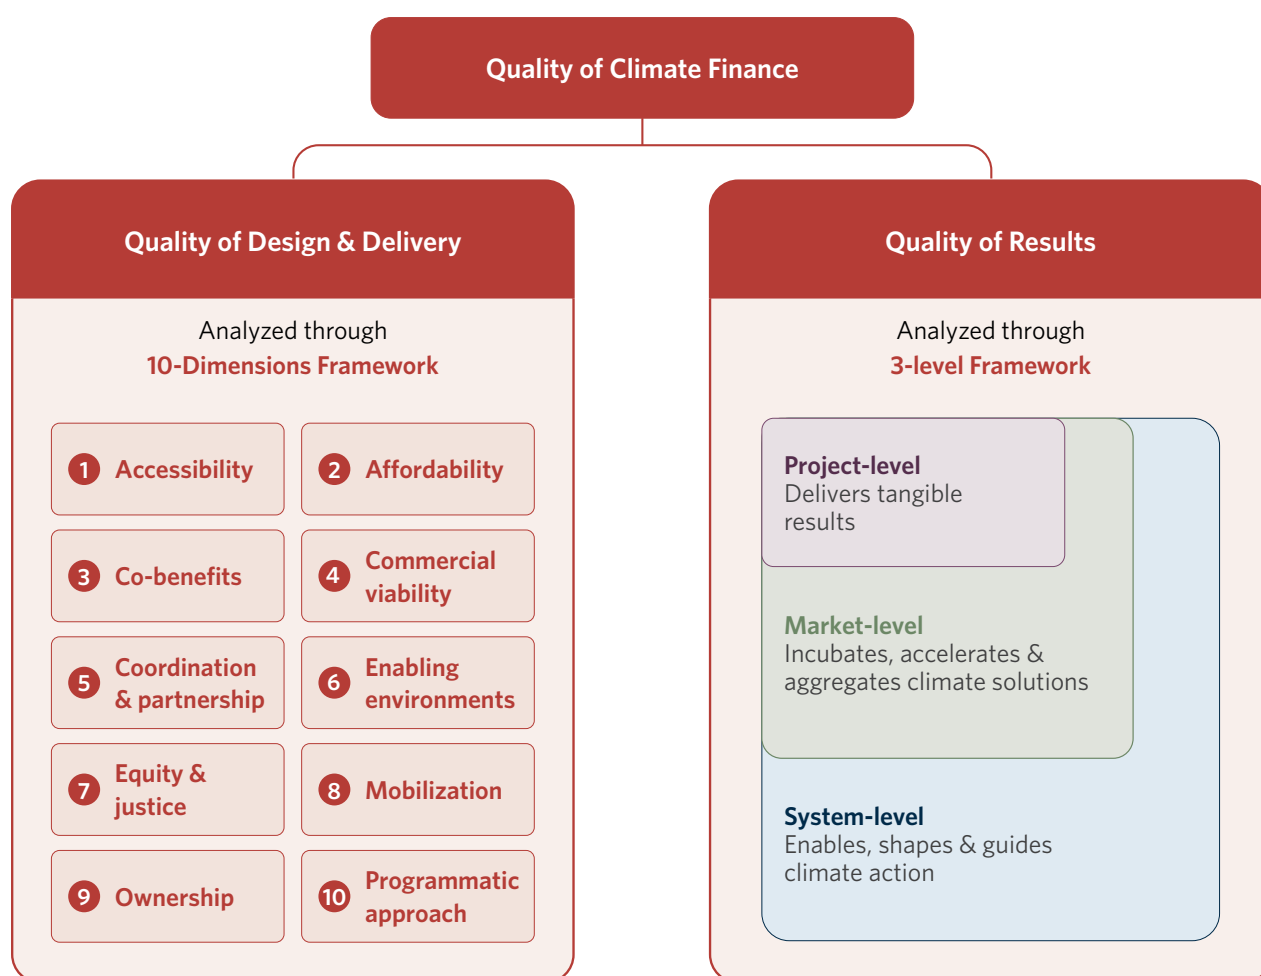 Quality of Climate Finance
Quality of Design & Delivery
Analyzed through
10-Dimensions Framework
1 Accessibility
2 Affordability
3 Co-benefits
4 Commercial
viability
5 Coordination
& partnership
6 Enabling
environments
7 Equity &
justice
8 Mobilization
9 Ownership
10 Programmatic
approach
Quality of Results
Analyzed through
3-level Framework
Project-level
Delivers tangible
results
Market-level
Incubates, accelerates &
aggregates climate solutions
System-level
Enables, shapes & guides
climate action